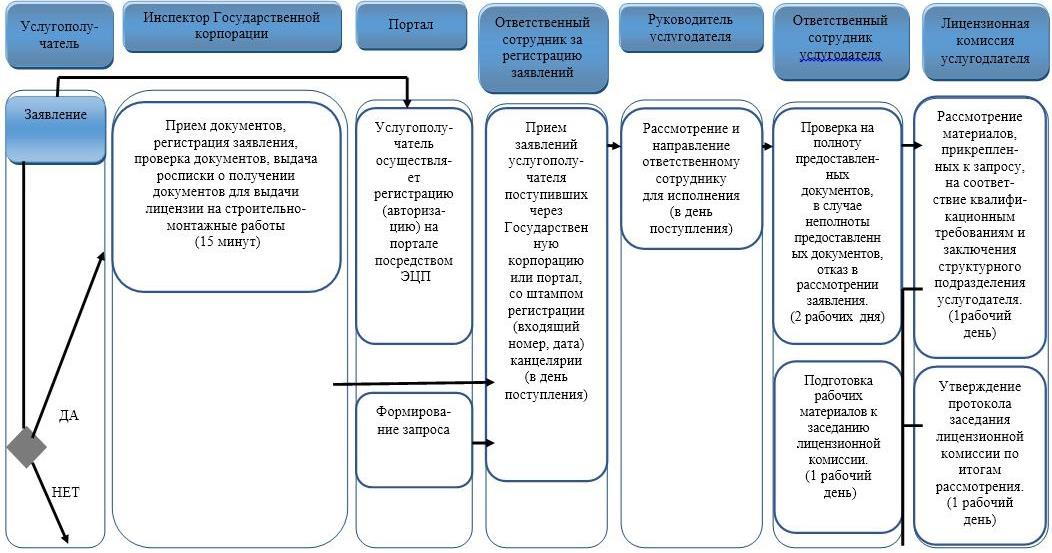 Услугополу-
чатель
Инспектор Государственной
корпорации
Портал
Ответственный
сотрудник за
регистрацию
заявлений
Руководитель
услугодателя
Ответственный
сотрудник
услугодателя
Лицензионная
комиссия
услугодлателя
Заявление
ДА
НЕТ
Прием документов,
регистрация заявления,
проверка документов, выдача
росписки о получении
документов для выдачи
лицензии на строительно-
монтажные работы
(15 минут)
Услугополу-
чатель
осуществля-
ет
регистрацию
(авториза-
цию) на
портале
посредством
ЭЦП
Формирова-
ние запроса
Прием
заявлений
услугополу-
чателя
поступивших
через
Государствен
ную
корпорацию
или портал,
со штампом
регистрации
(входящий
номер, дата)
канцелярии
(в день
поступления)
Рассмотрение и
направление
ответственному
сотруднику
для исполнения
(в день
поступления)
Проверка на
полноту
предоставлен-
ных
документов,
в случае
неполноты
предоставленн
ых документов,
отказ в
рассмотрении
заявления.
(2 рабочих дня)
Подготовка
рабочих
материалов к
заседанию
лицензионной
комиссии.
(1 рабочий
день)
Рассмотрение
материалов,
прикреплен-
ных к запросу,
на соответ-
ствие квалифи-
кационным
требованиям и
заключения
структурного
подразделения
услугодателя.
(1рабочий
день)
Утверждение
протокола
заседания
лицензионной
комиссии по
итогам
рассмотрения.
(1 рабочий
день)